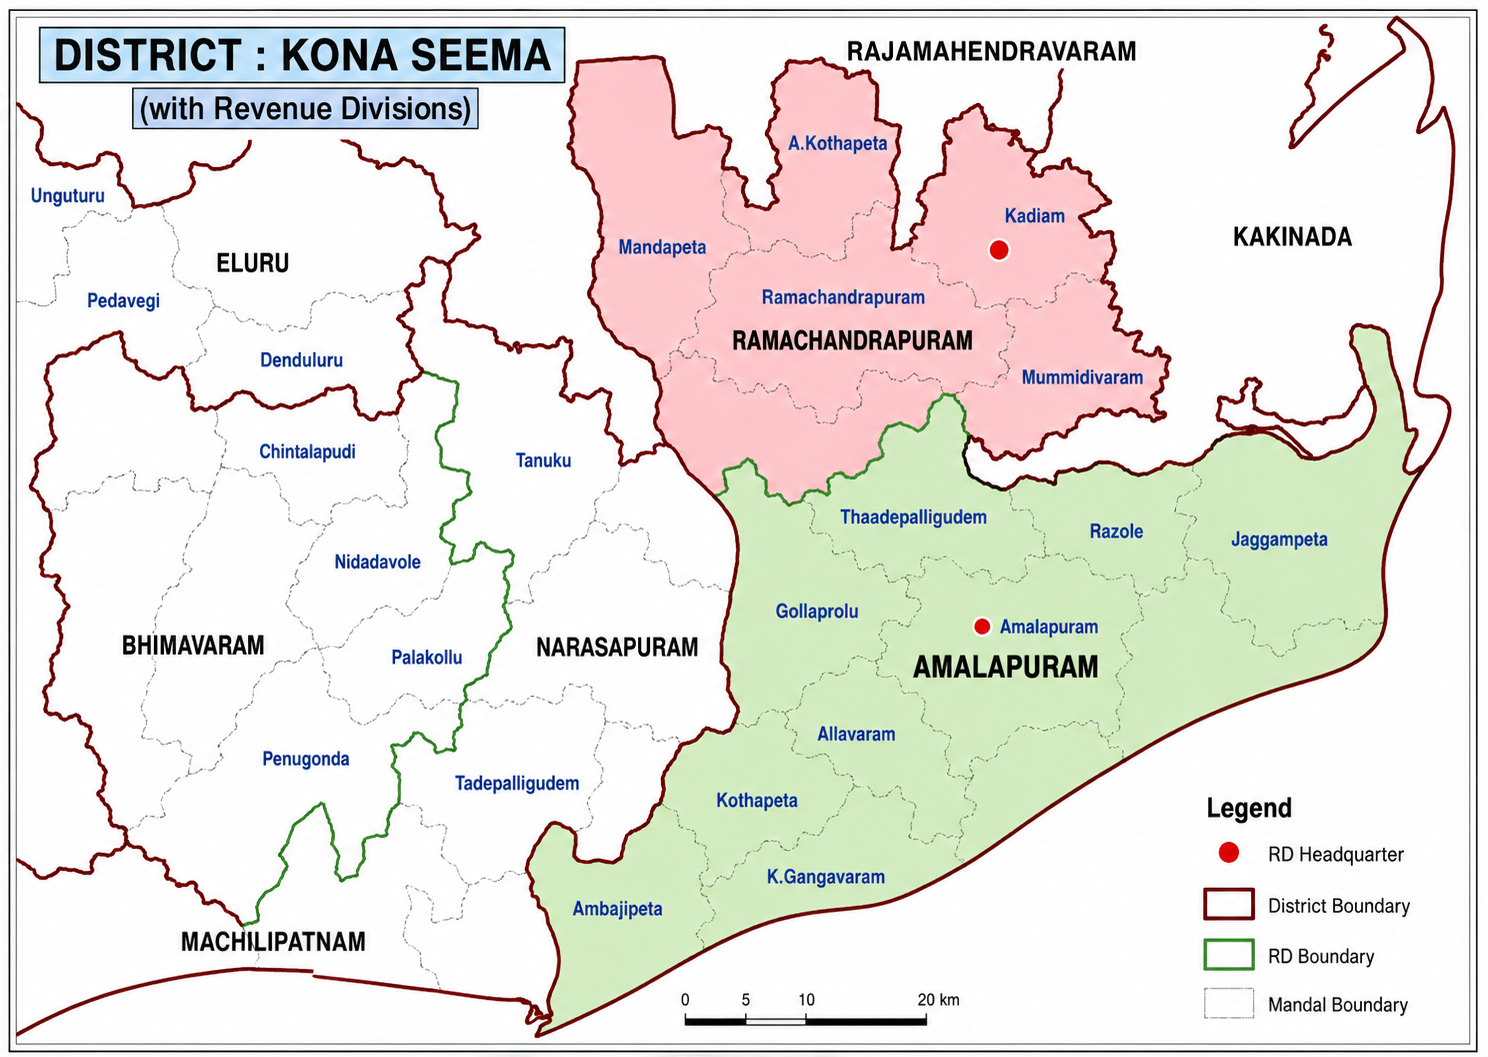 DISTRICT : KONA SEEMA
(with Revenue Divisions)
RAJAMAHENDRAVARAM
A.Kothapeta
Unguturu
Kadiam
KAKINADA
Mandapeta
ELURU
Pedavegi
Ramachandrapuram
RAMACHANDRAPURAM
Denduluru
Mummidivaram
Chintalapudi
Tanuku
Thaadepalligudem
Razole
Jaggampeta
Nidadavole
Gollaprolu
Amalapuram
BHIMAVARAM
NARASAPURAM
Palakollu
AMALAPURAM
Allavaram
Penugonda
Tadepalligudem
Kothapeta
K.Gangavaram
Ambajipeta
MACHILIPATNAM
Legend
RD Headquarter
District Boundary
RD Boundary
Mandal Boundary
0 5 10 20 km